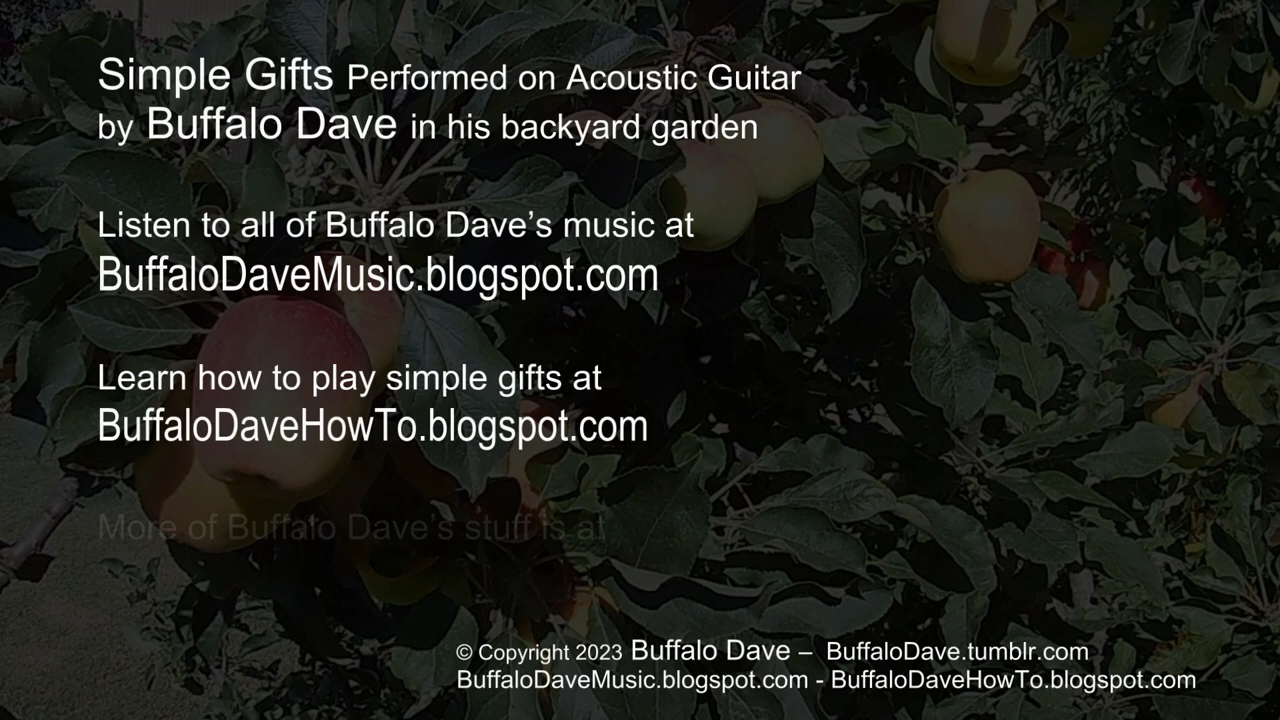 Simple Gifts Performed on Acoustic Guitar
by Buffalo Dave in his backyard garden
Listen to all of Buffalo Dave’s music at
BuffaloDaveMusic.blogspot.com
Learn how to play simple gifts at
BuffaloDaveHowTo.blogspot.com
More of Buffalo Dave’s stuff is at
© Copyright 2023 Buffalo Dave – BuffaloDave.tumblr.com
BuffaloDaveMusic.blogspot.com - BuffaloDaveHowTo.blogspot.com